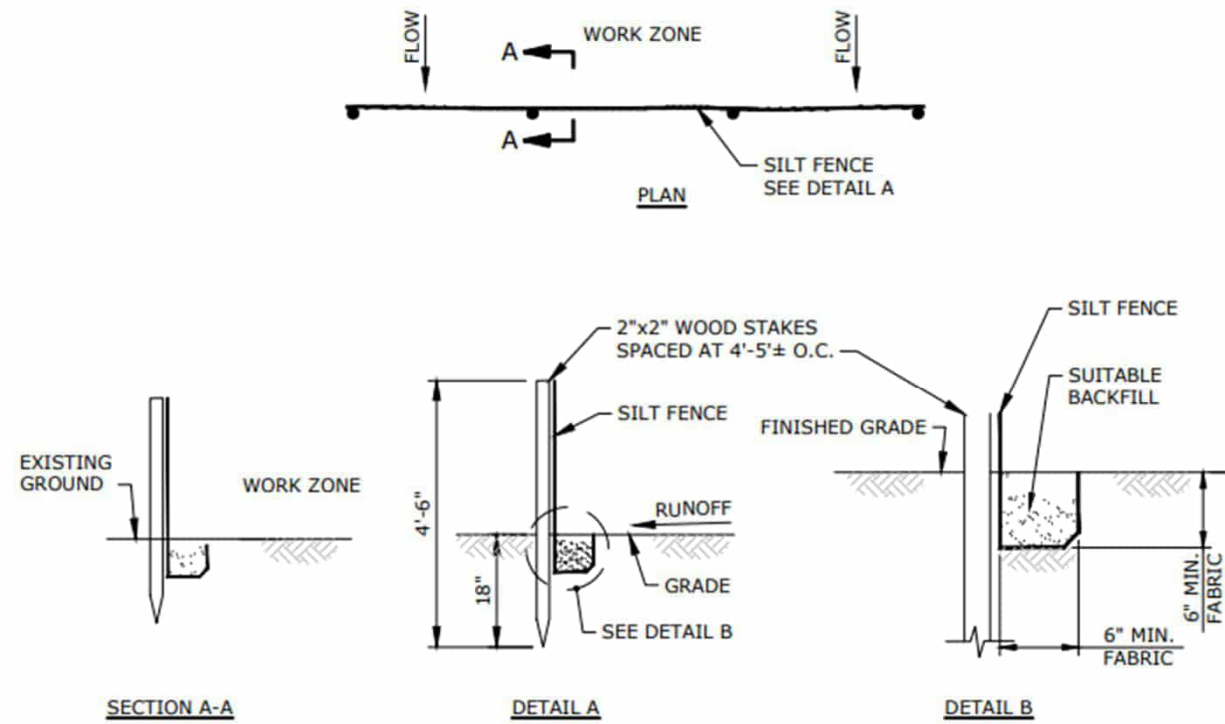 FLOW
A
WORK ZONE
FLOW
A
SILT FENCE
SEE DETAIL A
PLAN
EXISTING
GROUND
WORK ZONE
SECTION A-A
2"x2" WOOD STAKES
SPACED AT 4'-5'± O.C.
SILT FENCE
4'-6"
RUNOFF
18"
GRADE
SEE DETAIL B
DETAIL A
SILT FENCE
SUITABLE
BACKFILL
FINISHED GRADE
6" MIN.
FABRIC
6" MIN.
FABRIC
DETAIL B